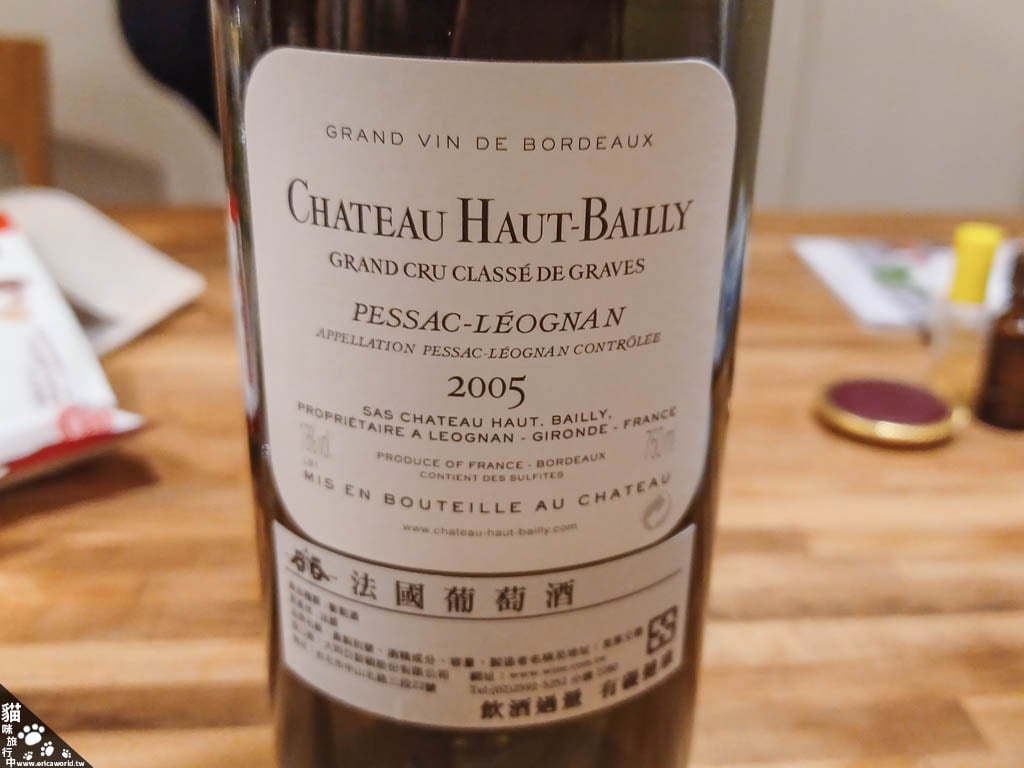 GRAND VIN DE BORDEAUX
CHATEAU HAUT-BAILLY
GRAND CRU CLASSÉ DE GRAVES
PESSAC-LÉOGNAN
APPELLATION PESSAC-LÉOGNAN CONTRÔLÉE
2005
SAS CHATEAU HAUT. BAILLY,
PROPRIÉTAIRE A LEOGNAN - GIRONDE - FRANCE
PRODUCE OF FRANCE - BORDEAUX
CONTIENT DES SULFITES
MIS EN BOUTEILLE AU CHATEAU
www.chateau-haut-bailly.com
法國葡萄酒
飲酒過量 有礙健康
貓咪旅行中
www.ericaworld.tw